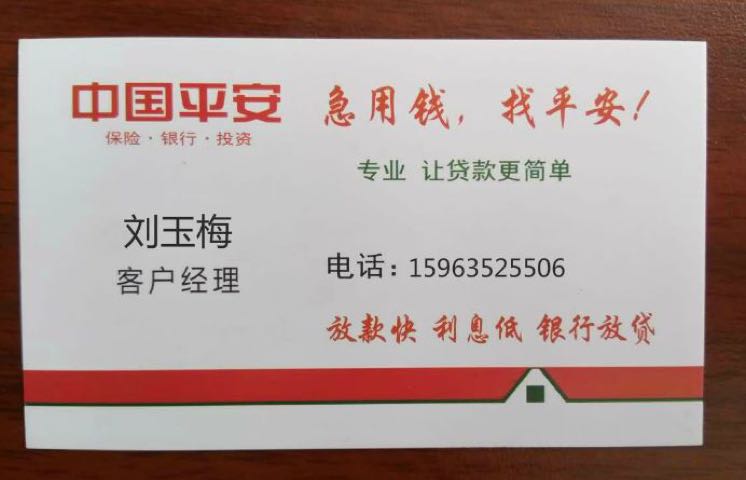 中国平安
保险·银行·投资
急用钱，找平安！
专业 让贷款更简单
刘玉梅
客户经理
电话：15963525506
放款快 利息低 银行放贷